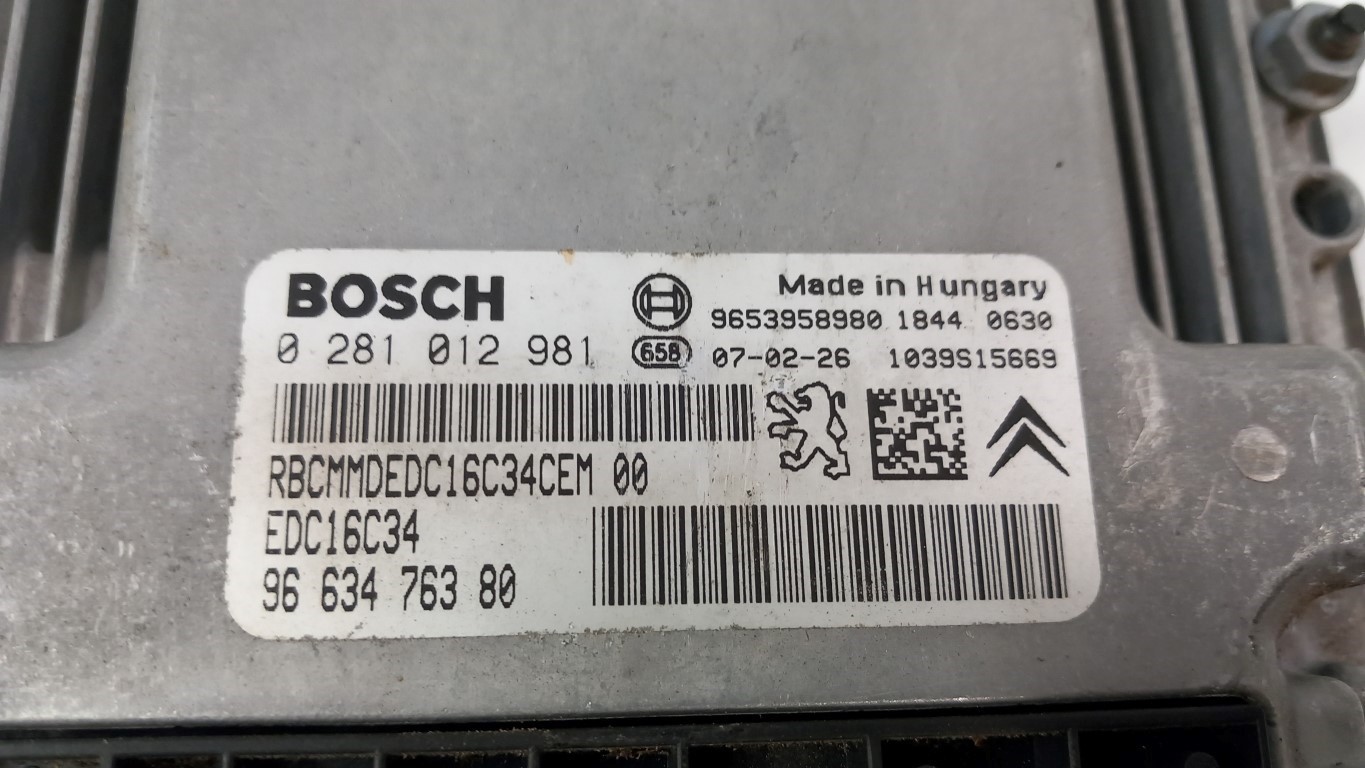 BOSCH
Made in Hungary
9653958980 1844 0630
0 281 012 981
658
07-02-26 1039S15669
RBCMMDEDC16C34CEM 00
EDC16C34
96 634 763 80